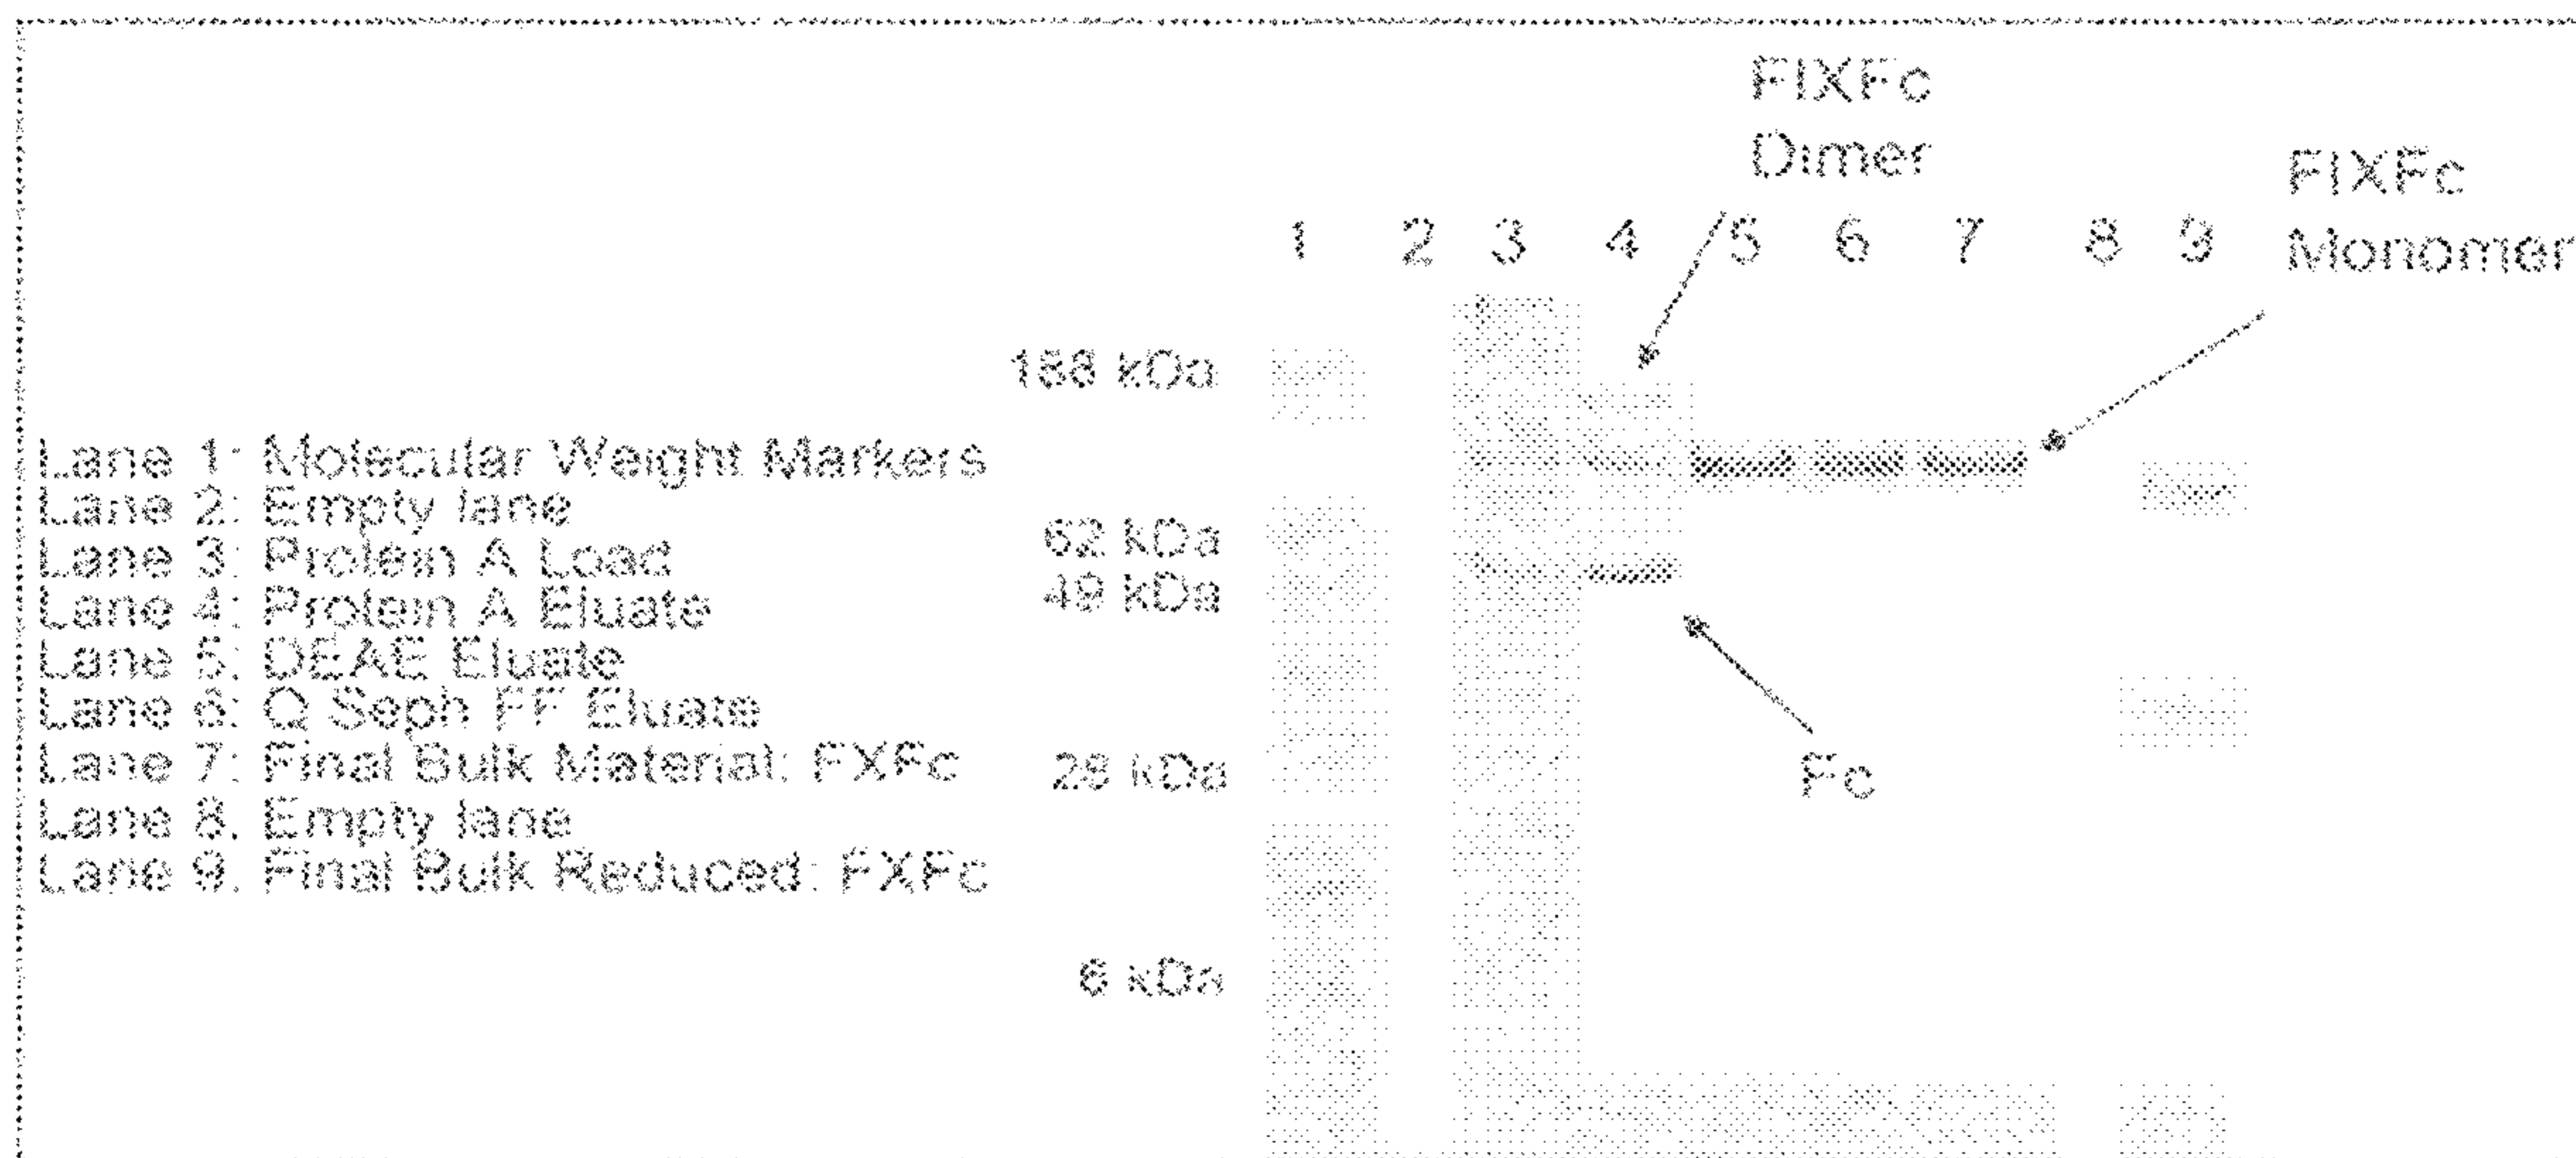 FIXFc
Dimer
FIXFc
Monomer
1 2 3 4 5 6 7 8 9
188 kDa
Lane 1: Molecular Weight Markers
Lane 2: Empty lane
62 kDa
Lane 3: Protein A Load
49 kDa
Lane 4: Protein A Eluate
Lane 5: DEAE Eluate
Lane 6: Q Seph FF Eluate
Lane 7: Final Bulk Material: FXFc
28 kDa
Fc
Lane 8. Empty lane
Lane 9. Final Bulk Reduced: FXFc
6 kDa